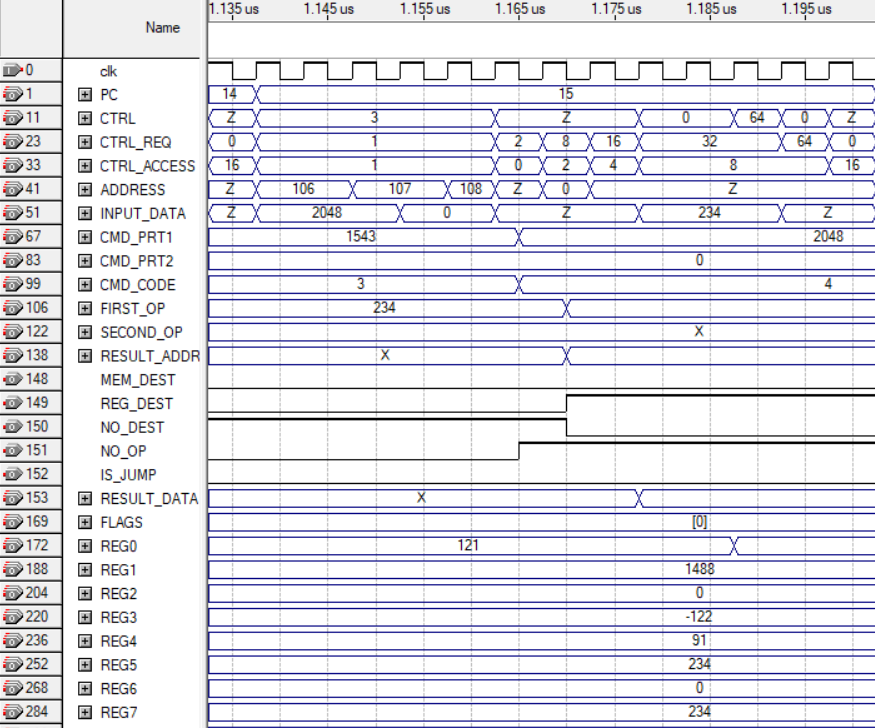 1.135 us 1.145 us 1.155 us 1.165 us 1.175 us 1.185 us 1.195 us
Name
0 clk
1 PC 14 15
11 CTRL Z 3 Z 0 64 0 Z
23 CTRL_REQ 0 1 2 8 16 32 64 0
33 CTRL_ACCESS 16 1 0 2 4 8 16
41 ADDRESS Z 106 107 108 Z 0 Z
51 INPUT_DATA Z 2048 0 Z 234 Z
67 CMD_PRT1 1543 2048
83 CMD_PRT2 0
99 CMD_CODE 3 4
106 FIRST_OP 234
122 SECOND_OP X
138 RESULT_ADDR X
148 MEM_DEST
149 REG_DEST
150 NO_DEST
151 NO_OP
152 IS_JUMP
153 RESULT_DATA X
169 FLAGS [0]
172 REG0 121
188 REG1 1488
204 REG2 0
220 REG3 -122
236 REG4 91
252 REG5 234
268 REG6 0
284 REG7 234